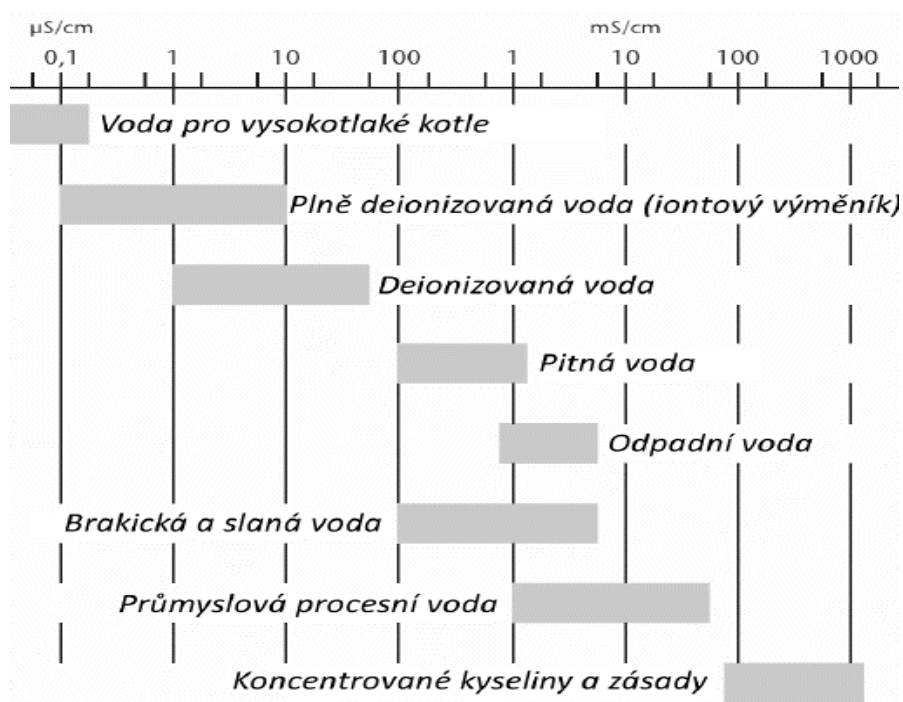 µS/cm mS/cm
0,1 1 10 100 1 10 100 1000
Voda pro vysokotlaké kotle
Plně deionizovaná voda (iontový výměník)
Deionizovaná voda
Pitná voda
Odpadní voda
Brakická a slaná voda
Průmyslová procesní voda
Koncentrované kyseliny a zásady